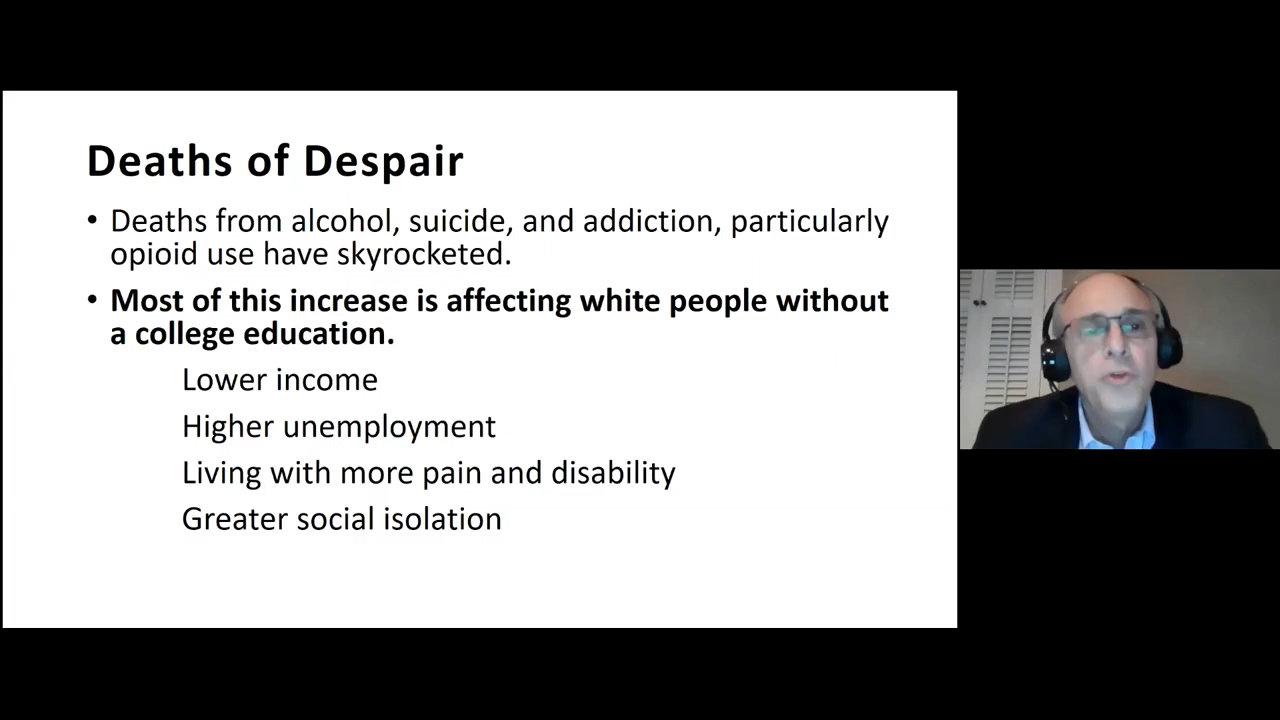 Deaths of Despair
• Deaths from alcohol, suicide, and addiction, particularly
opioid use have skyrocketed.
• Most of this increase is affecting white people without
a college education.
Lower income
Higher unemployment
Living with more pain and disability
Greater social isolation